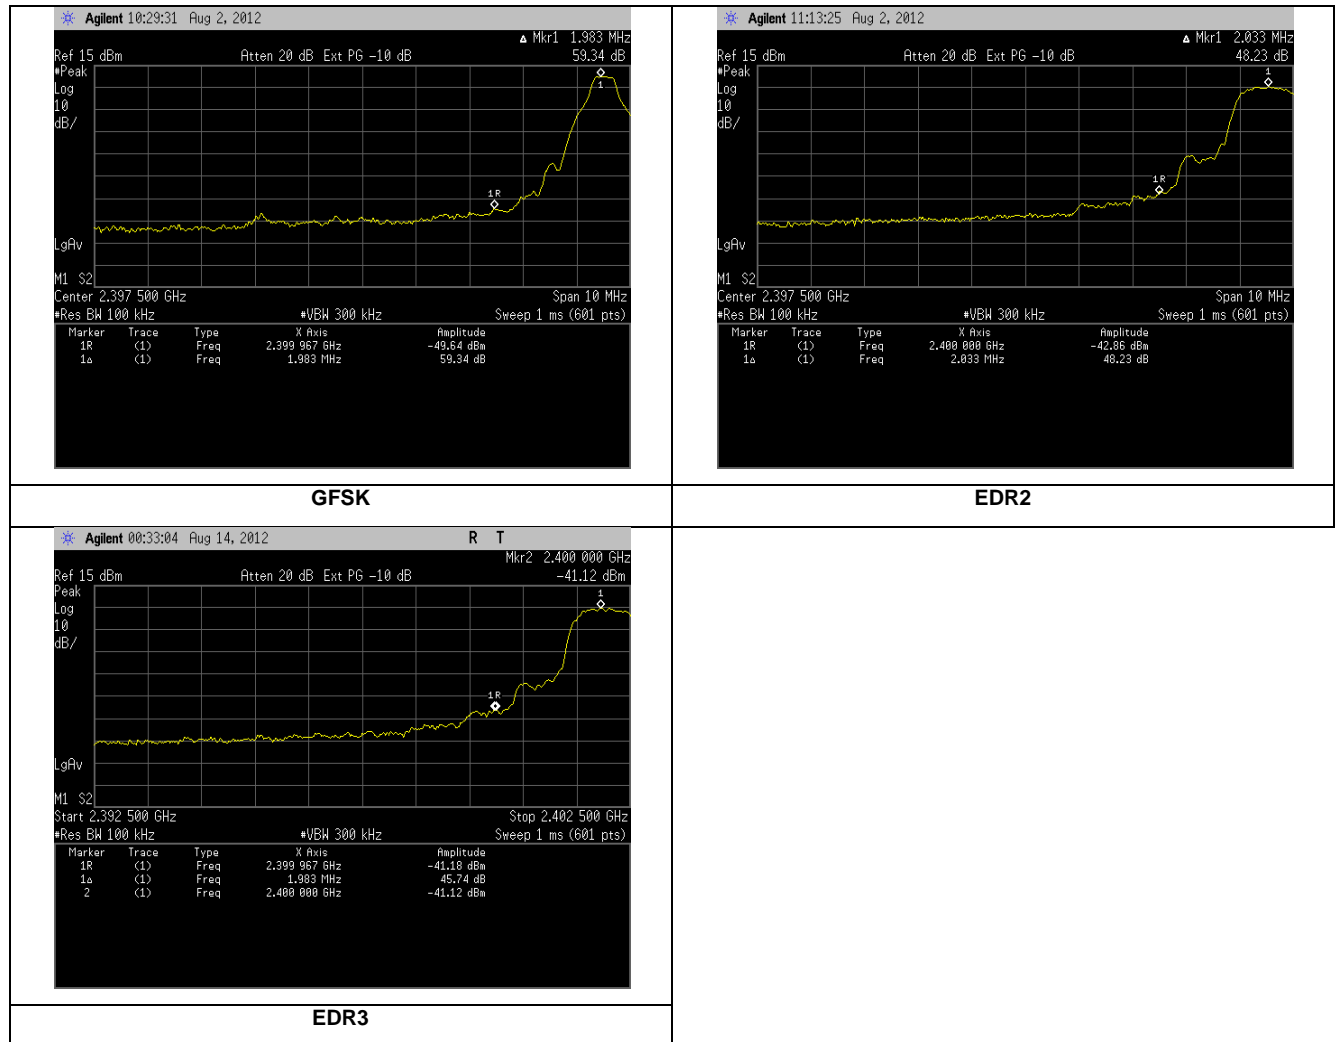 Agilent 10:29:31 Aug 2, 2012
Δ Mkr1 1.983 MHz
Ref 15 dBm Atten 20 dB Ext PG -10 dB 59.34 dB
#Peak
Log
10
dB/
1
1R
LgAv
M1 S2
Center 2.397 500 GHz Span 10 MHz
#Res BW 100 kHz #VBW 300 kHz Sweep 1 ms (601 pts)
Marker Trace Type X Axis Amplitude
1R (1) Freq 2.399 967 GHz -49.64 dBm
1Δ (1) Freq 1.983 MHz 59.34 dB
GFSK
Agilent 11:13:25 Aug 2, 2012
Δ Mkr1 2.033 MHz
Ref 15 dBm Atten 20 dB Ext PG -10 dB 48.23 dB
#Peak
Log
10
dB/
1
1R
LgAv
M1 S2
Center 2.397 500 GHz Span 10 MHz
#Res BW 100 kHz #VBW 300 kHz Sweep 1 ms (601 pts)
Marker Trace Type X Axis Amplitude
1R (1) Freq 2.400 000 GHz -42.86 dBm
1Δ (1) Freq 2.033 MHz 48.23 dB
EDR2
Agilent 00:33:04 Aug 14, 2012 R T
Mkr2 2.400 000 GHz
Ref 15 dBm Atten 20 dB Ext PG -10 dB -41.12 dBm
Peak
Log
10
dB/
1
1R
LgAv
M1 S2
Start 2.392 500 GHz Stop 2.402 500 GHz
#Res BW 100 kHz #VBW 300 kHz Sweep 1 ms (601 pts)
Marker Trace Type X Axis Amplitude
1R (1) Freq 2.399 967 GHz -41.18 dBm
1Δ (1) Freq 1.983 MHz 45.74 dB
2 (1) Freq 2.400 000 GHz -41.12 dBm
EDR3